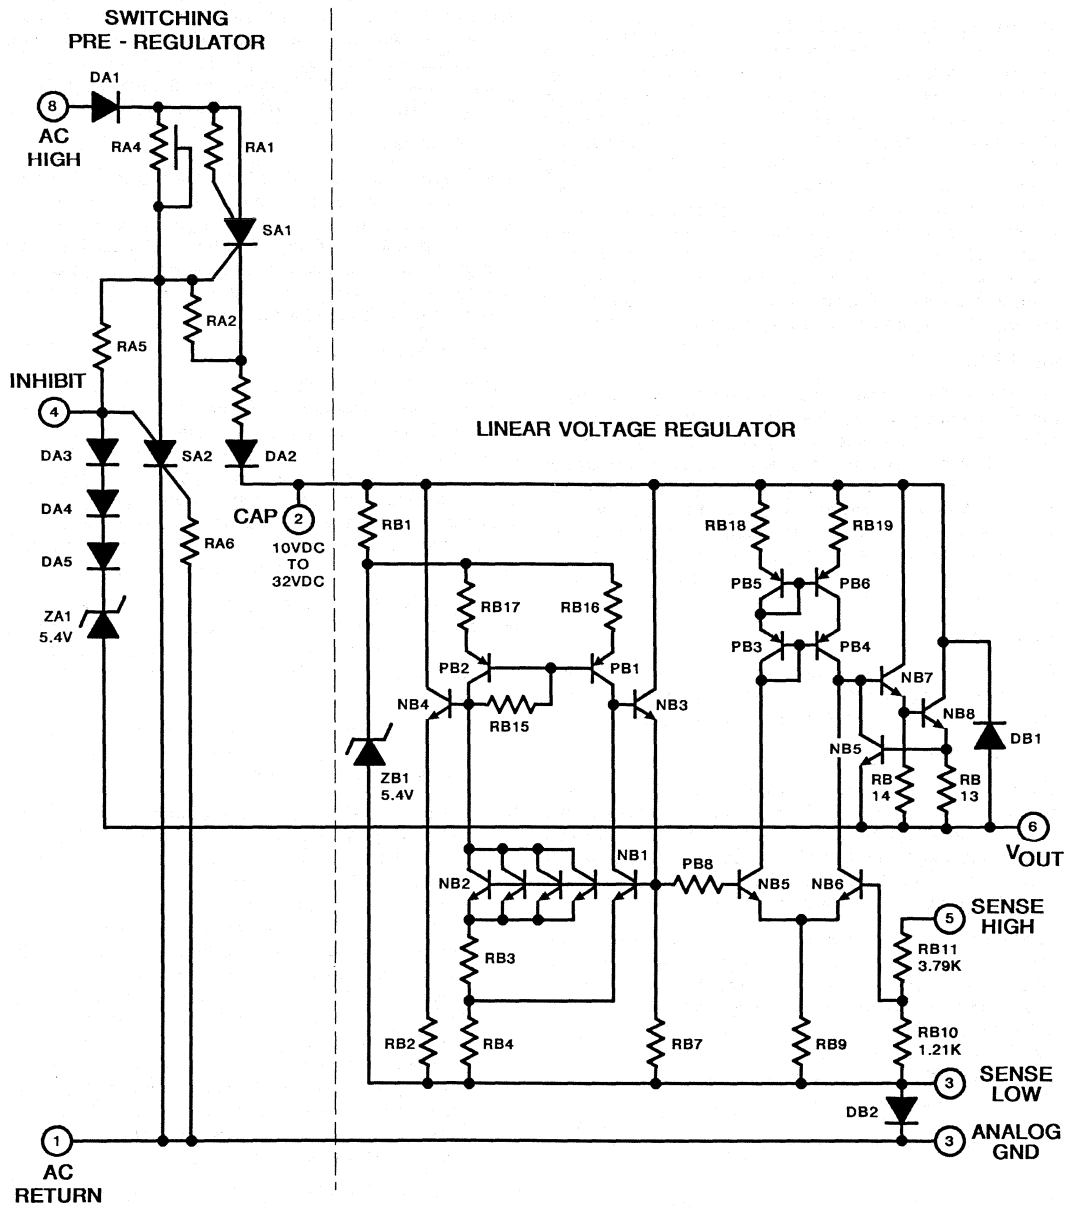 SWITCHING
PRE - REGULATOR
DA1
8
AC
HIGH
RA4
RA1
SA1
RA2
RA5
INHIBIT
4
DA3
SA2
DA2
DA4
RA6
DA5
ZA1
5.4V
CAP
2
10VDC
TO
32VDC
LINEAR VOLTAGE REGULATOR
RB1
RB18
RB19
RB17
RB16
PB5
PB6
PB2
PB1
PB3
PB4
NB4
RB15
NB3
NB7
NB8
NB5
DB1
ZB1
5.4V
RB
14
RB
13
6
VOUT
NB2
NB1
PB8
NB5
NB6
5
SENSE
HIGH
RB11
3.79K
RB3
RB2
RB4
RB7
RB9
RB10
1.21K
3
SENSE
LOW
DB2
1
AC
RETURN
3
ANALOG
GND